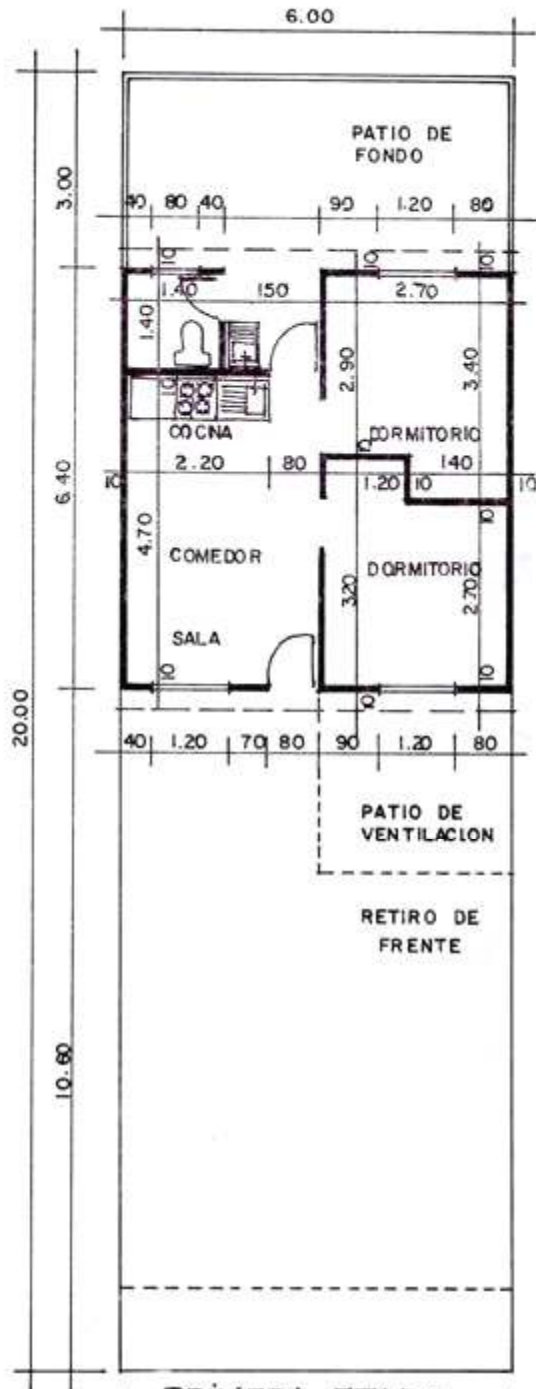 6.00
PATIO DE
FONDO
3.00
40 80 40 90 1.20 80
10 10 10
1.40 150 2.70
1.40 2.90 3.40
10
COCINA DORMITORIO
2.20 80 1.20 10 140
10 10
6.40
4.70 10
COMEDOR DORMITORIO
3.20 2.70
SALA
10 10 10
20.00
40 1.20 70 80 90 1.20 80
PATIO DE
VENTILACION
RETIRO DE
FRENTE
10.60